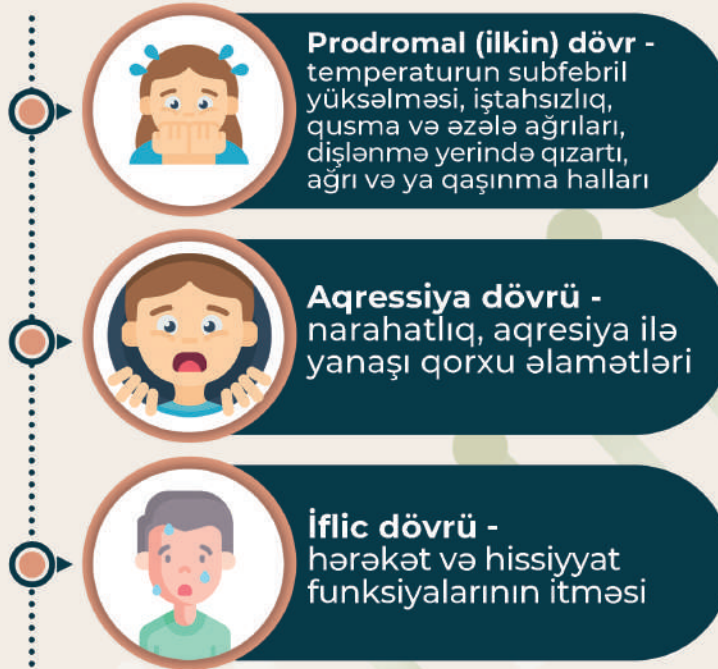 Prodromal (ilkin) dövr -
temperaturun subfebril
yüksəlməsi, iştahsızlıq,
qusma və əzələ ağrıları,
dişlənmə yerində qızartı,
ağrı və ya qaşınma halları
Aqressiya dövrü -
narahatlıq, aqresiya ilə
yanaşı qorxu əlamətləri
İflic dövrü -
hərəkət və hissiyyat
funksiyalarının itməsi